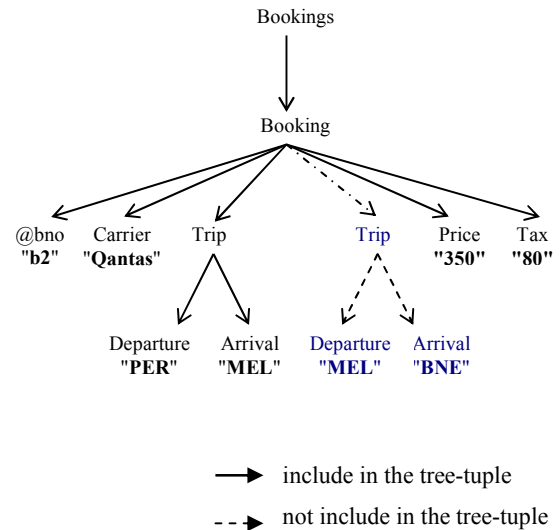 Bookings
Booking
@bno Carrier Trip Trip Price Tax
"b2" "Qantas" "350" "80"
Departure Arrival Departure Arrival
"PER" "MEL" "MEL" "BNE"
include in the tree-tuple
not include in the tree-tuple